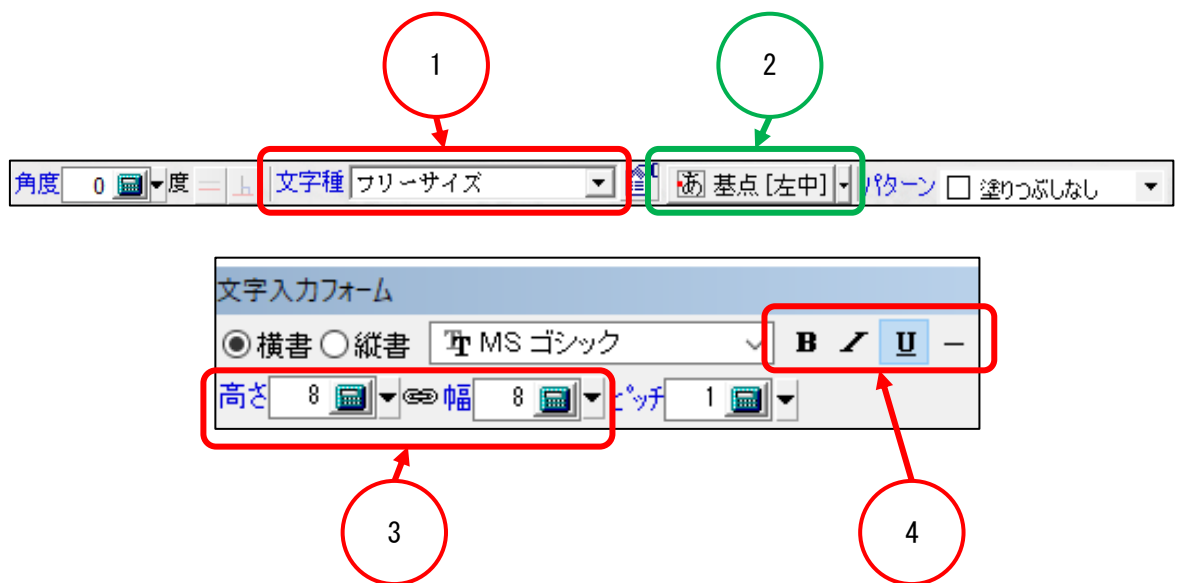 1
2
角度 0 度 文字種 フリーサイズ あ 基点[左中] パターン 塗りつぶしなし
文字入力フォーム
横書 縦書 MS ゴシック B I U
高さ 8 幅 8 ピッチ 1
3
4